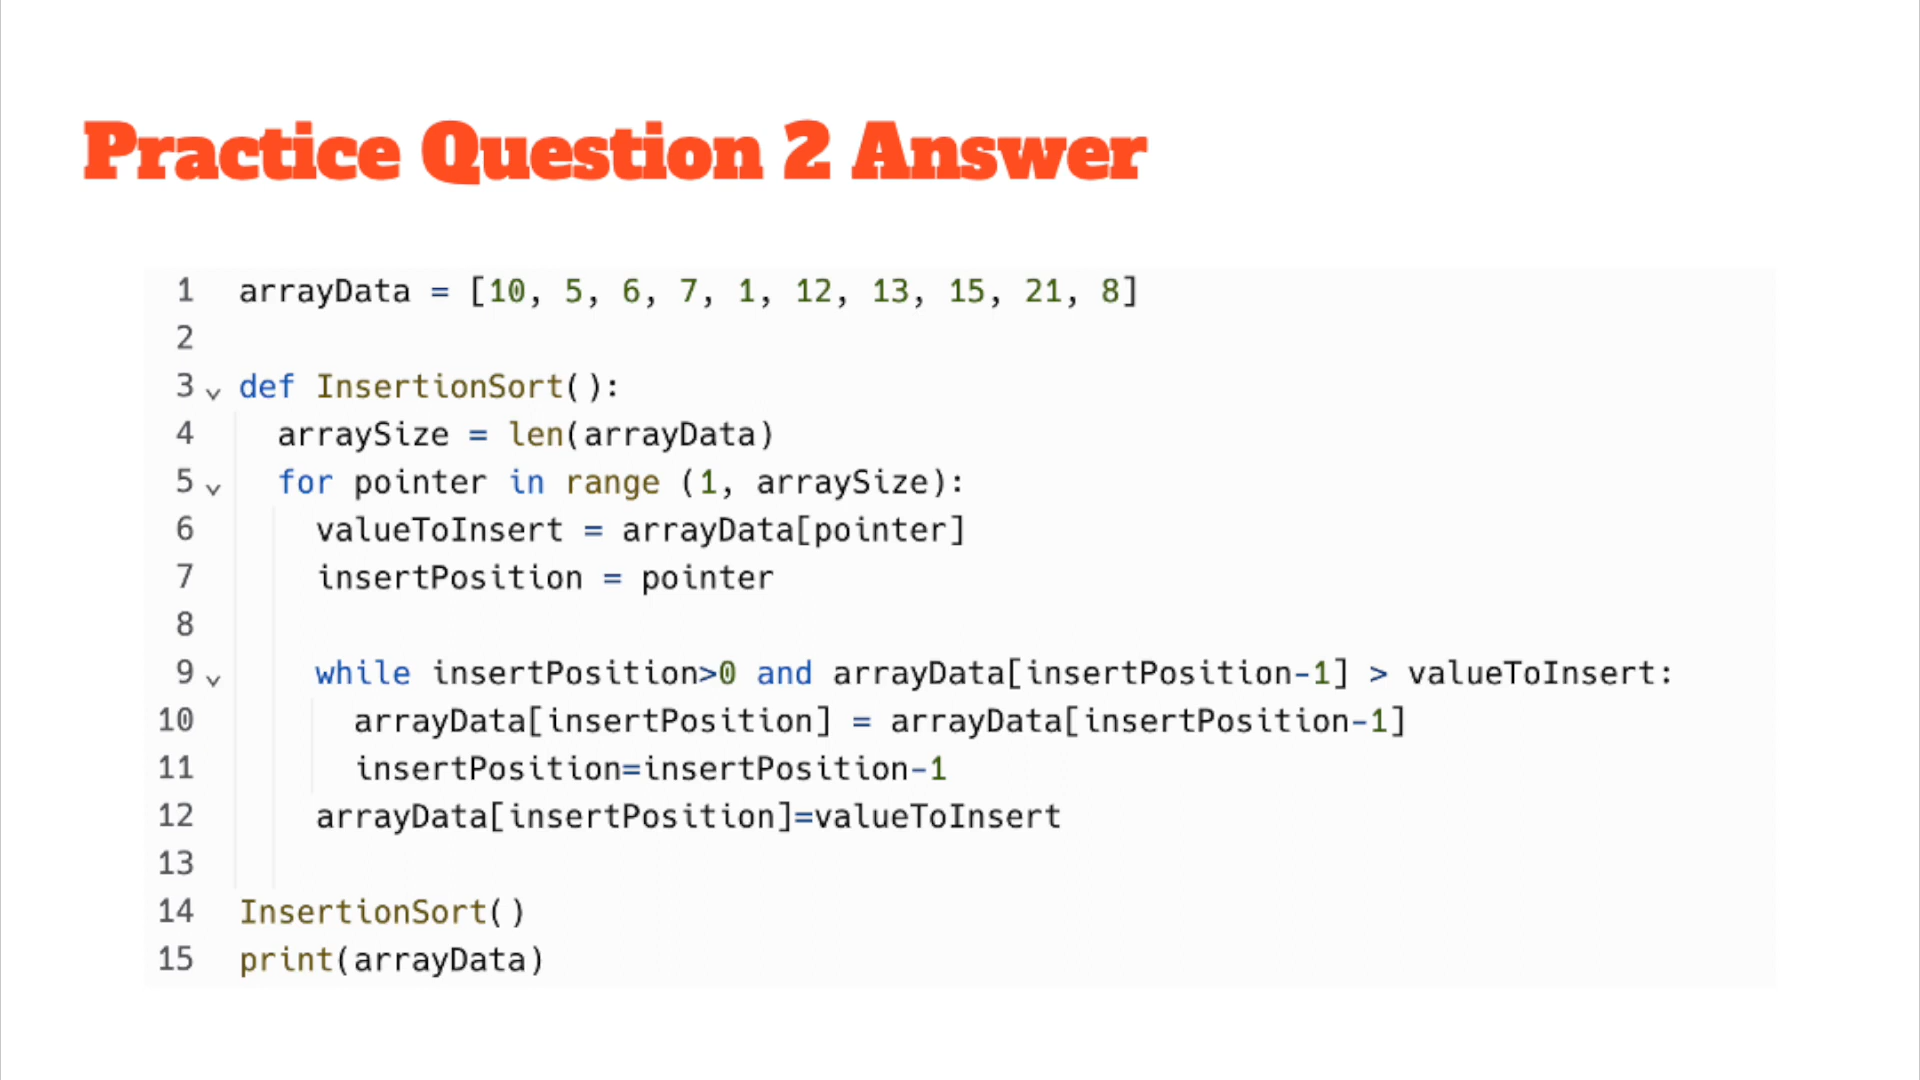 Practice Question 2 Answer
1 arrayData = [10, 5, 6, 7, 1, 12, 13, 15, 21, 8]
2
3 def InsertionSort():
4   arraySize = len(arrayData)
5   for pointer in range (1, arraySize):
6     valueToInsert = arrayData[pointer]
7     insertPosition = pointer
8
9     while insertPosition>0 and arrayData[insertPosition-1] > valueToInsert:
10       arrayData[insertPosition] = arrayData[insertPosition-1]
11       insertPosition=insertPosition-1
12     arrayData[insertPosition]=valueToInsert
13
14 InsertionSort()
15 print(arrayData)